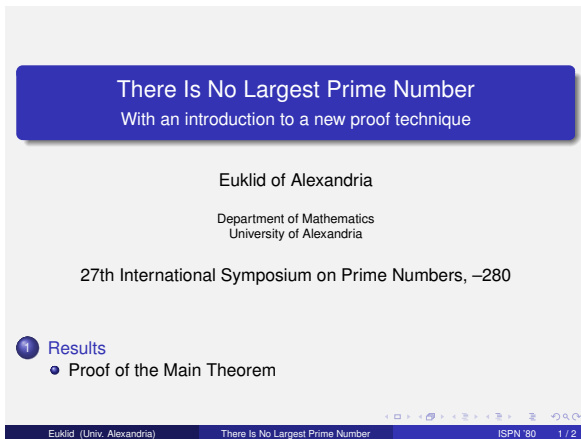 There Is No Largest Prime Number
With an introduction to a new proof technique
Euklid of Alexandria
Department of Mathematics
University of Alexandria
27th International Symposium on Prime Numbers, –280
1 Results
Proof of the Main Theorem
Euklid (Univ. Alexandria) There Is No Largest Prime Number ISPN ’80 1 / 2